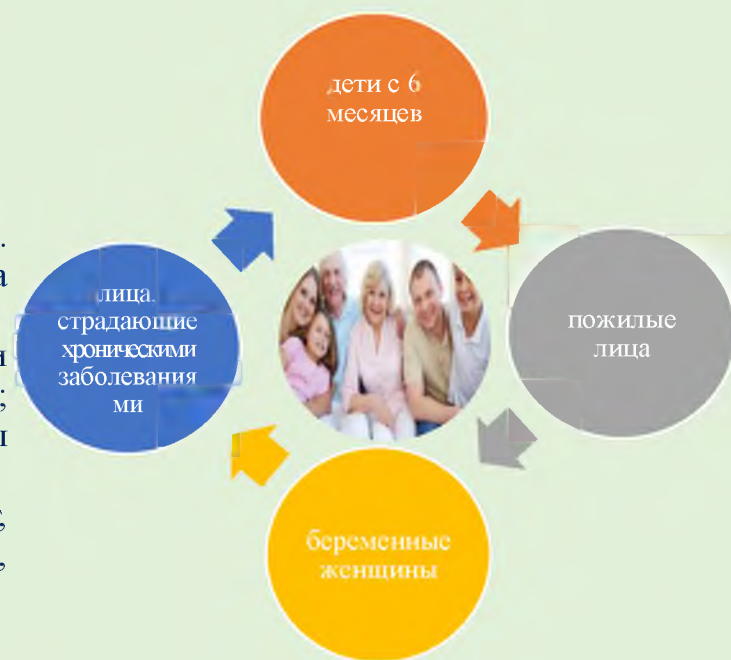 дети с 6
месяцев
пожилые
лица
беременные
женщины
лица,
страдающие
хроническими
заболевания
ми
.
а
и
;
ы
;
,